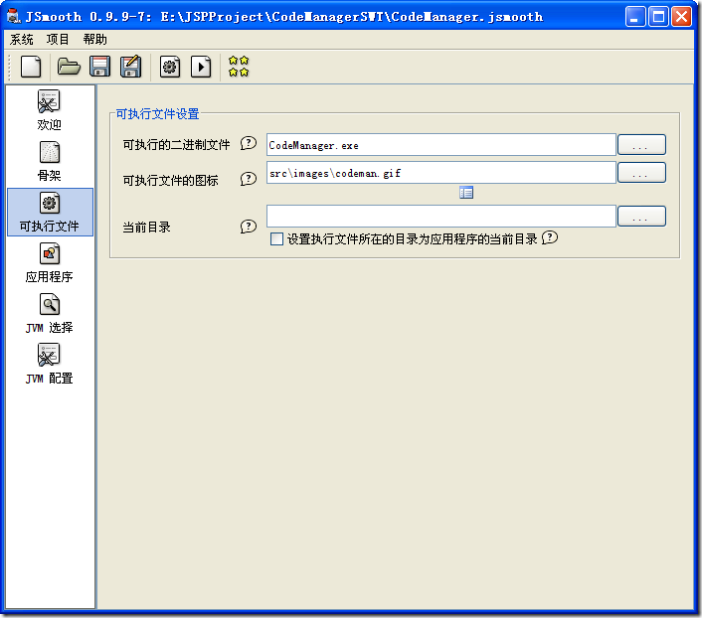 JSmooth 0.9.9-7: E:\JSPProject\CodeManagerSWT\CodeManager.jsmooth
系统 项目 帮助
欢迎
骨架
可执行文件
应用程序
JVM 选择
JVM 配置
可执行文件设置
可执行的二进制文件 CodeManager.exe ...
可执行文件的图标 src\images\codeman.gif ...
当前目录 ...
设置执行文件所在的目录为应用程序的当前目录